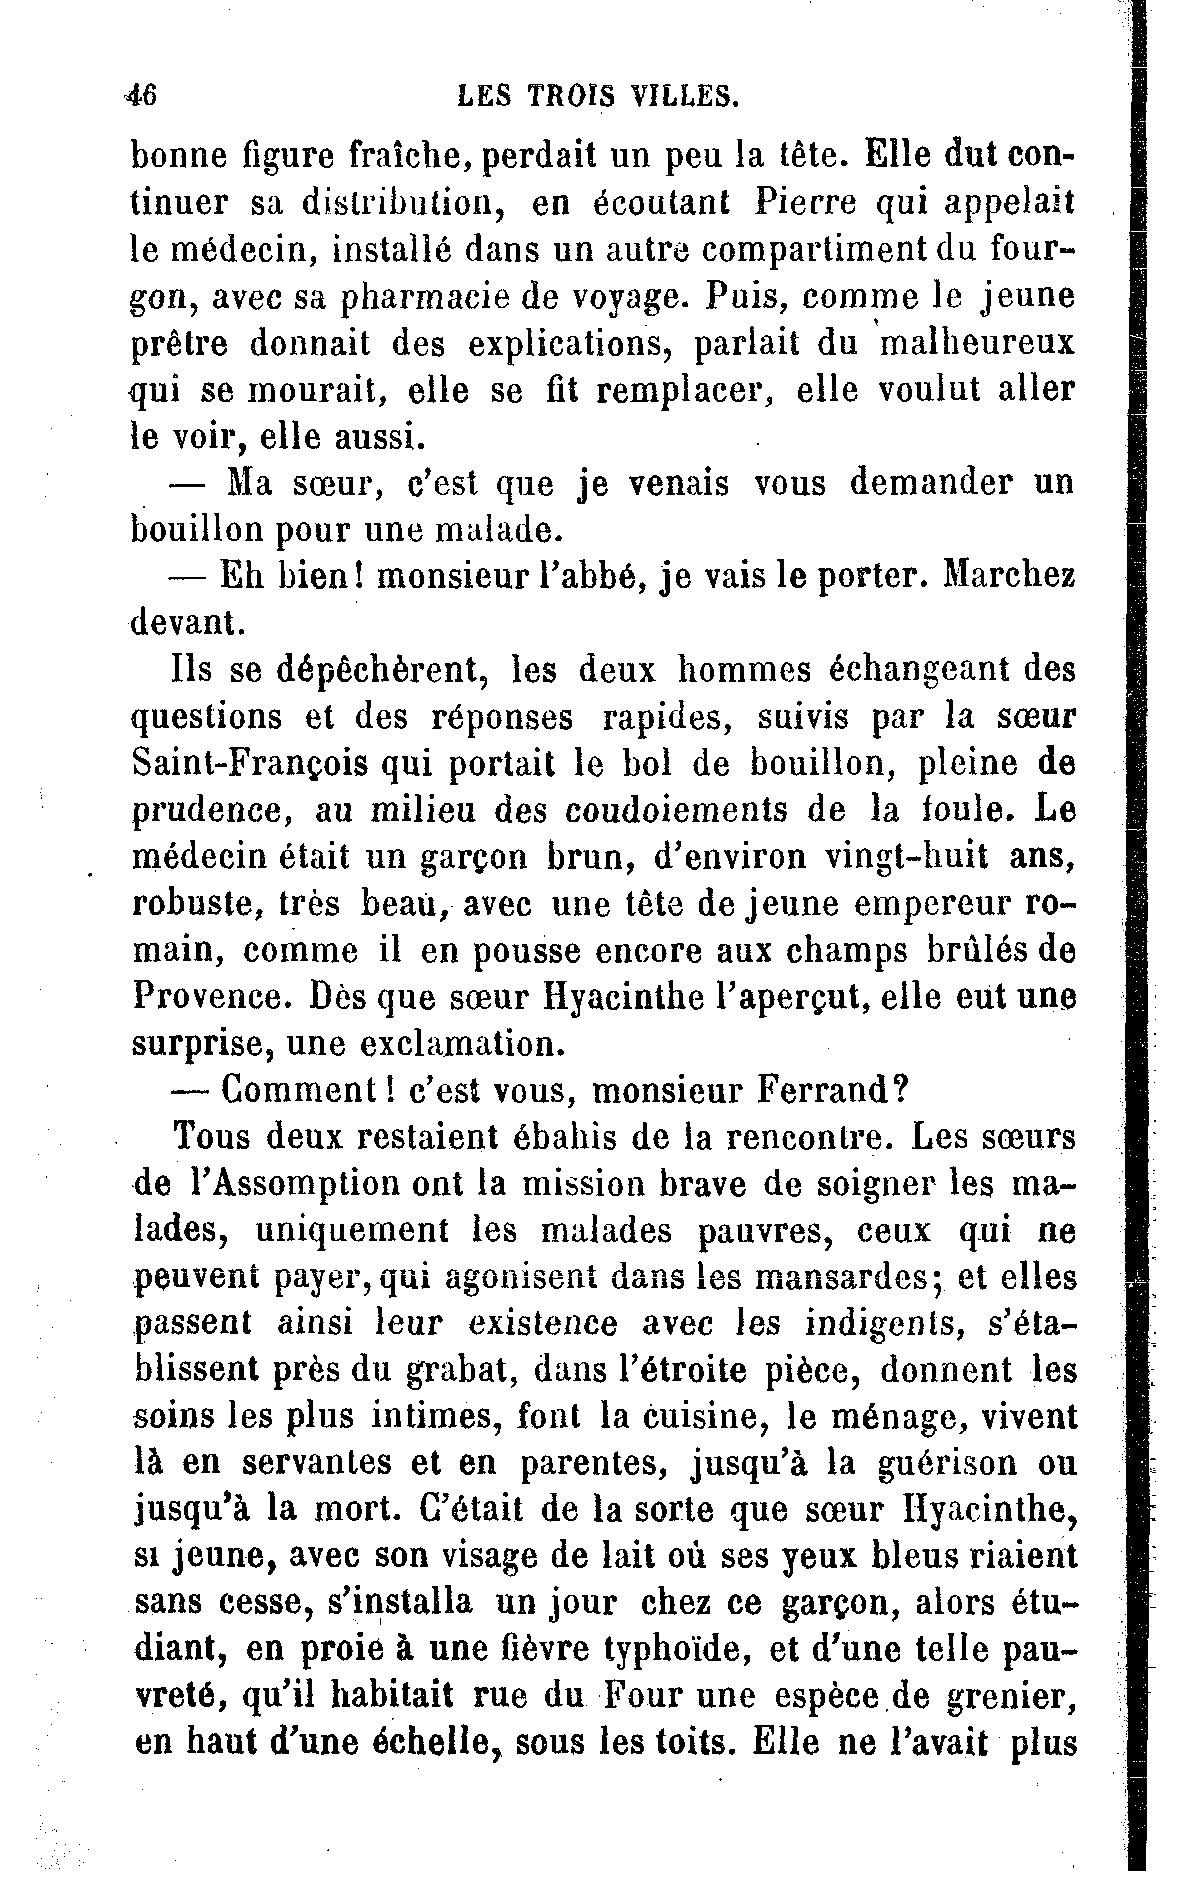 46 LES TROIS VILLES.
bonne figure fraîche, perdait un peu la tête. Elle dut con-
tinuer sa distribution, en écoutant Pierre qui appelait
le médecin, installé dans un autre compartiment du four-
gon, avec sa pharmacie de voyage. Puis, comme le jeune
prêtre donnait des explications, parlait du malheureux
qui se mourait, elle se fit remplacer, elle voulut aller
le voir, elle aussi.
— Ma sœur, c'est que je venais vous demander un
bouillon pour une malade.
— Eh bien! monsieur l'abbé, je vais le porter. Marchez
devant.
Ils se dépêchèrent, les deux hommes échangeant des
questions et des réponses rapides, suivis par la sœur
Saint-François qui portait le bol de bouillon, pleine de
prudence, au milieu des coudoiements de la foule. Le
médecin était un garçon brun, d'environ vingt-huit ans,
robuste, très beau, avec une tête de jeune empereur ro-
main, comme il en pousse encore aux champs brûlés de
Provence. Dès que sœur Hyacinthe l'aperçut, elle eut une
surprise, une exclamation.
— Comment! c'est vous, monsieur Ferrand?
Tous deux restaient ébahis de la rencontre. Les sœurs
de l'Assomption ont la mission brave de soigner les ma-
lades, uniquement les malades pauvres, ceux qui ne
peuvent payer, qui agonisent dans les mansardes; et elles
passent ainsi leur existence avec les indigents, s'éta-
blissent près du grabat, dans l'étroite pièce, donnent les
soins les plus intimes, font la cuisine, le ménage, vivent
là en servantes et en parentes, jusqu'à la guérison ou
jusqu'à la mort. C'était de la sorte que sœur Hyacinthe,
si jeune, avec son visage de lait où ses yeux bleus riaient
sans cesse, s'installa un jour chez ce garçon, alors étu-
diant, en proie à une fièvre typhoïde, et d'une telle pau-
vreté, qu'il habitait rue du Four une espèce de grenier,
en haut d'une échelle, sous les toits. Elle ne l'avait plus